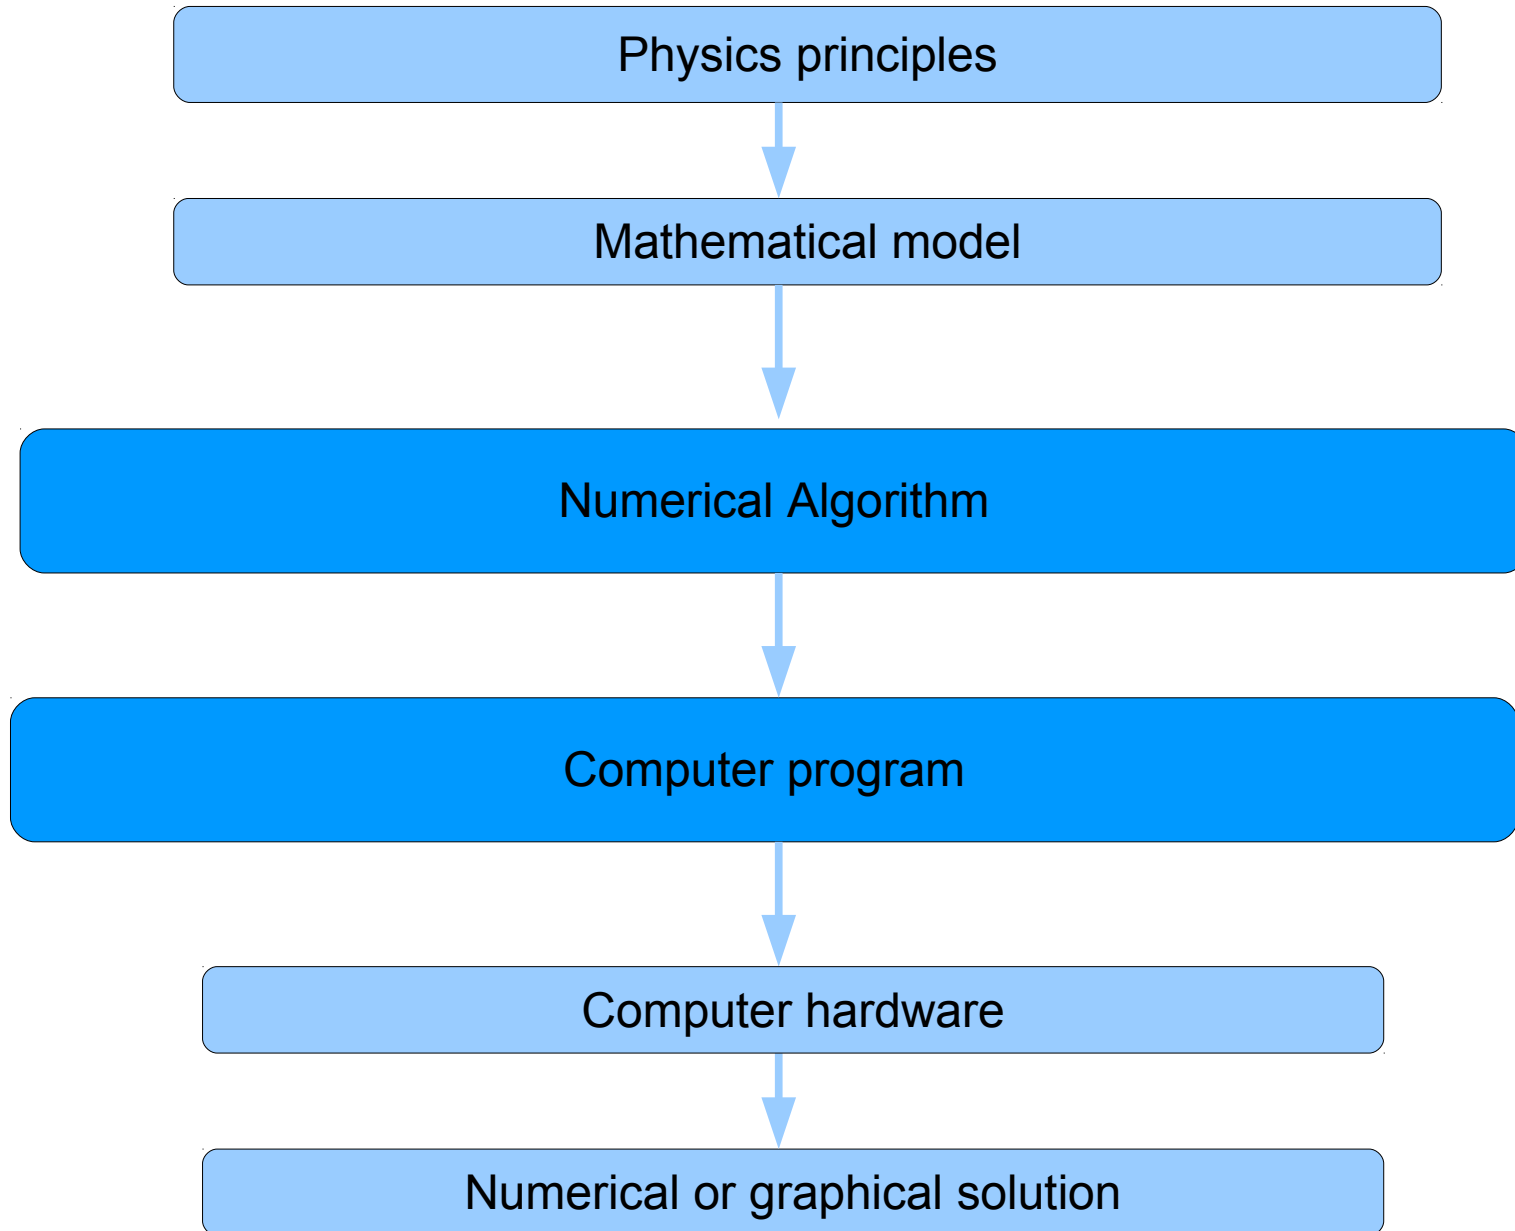 Physics principles
Mathematical model
Numerical Algorithm
Computer program
Computer hardware
Numerical or graphical solution